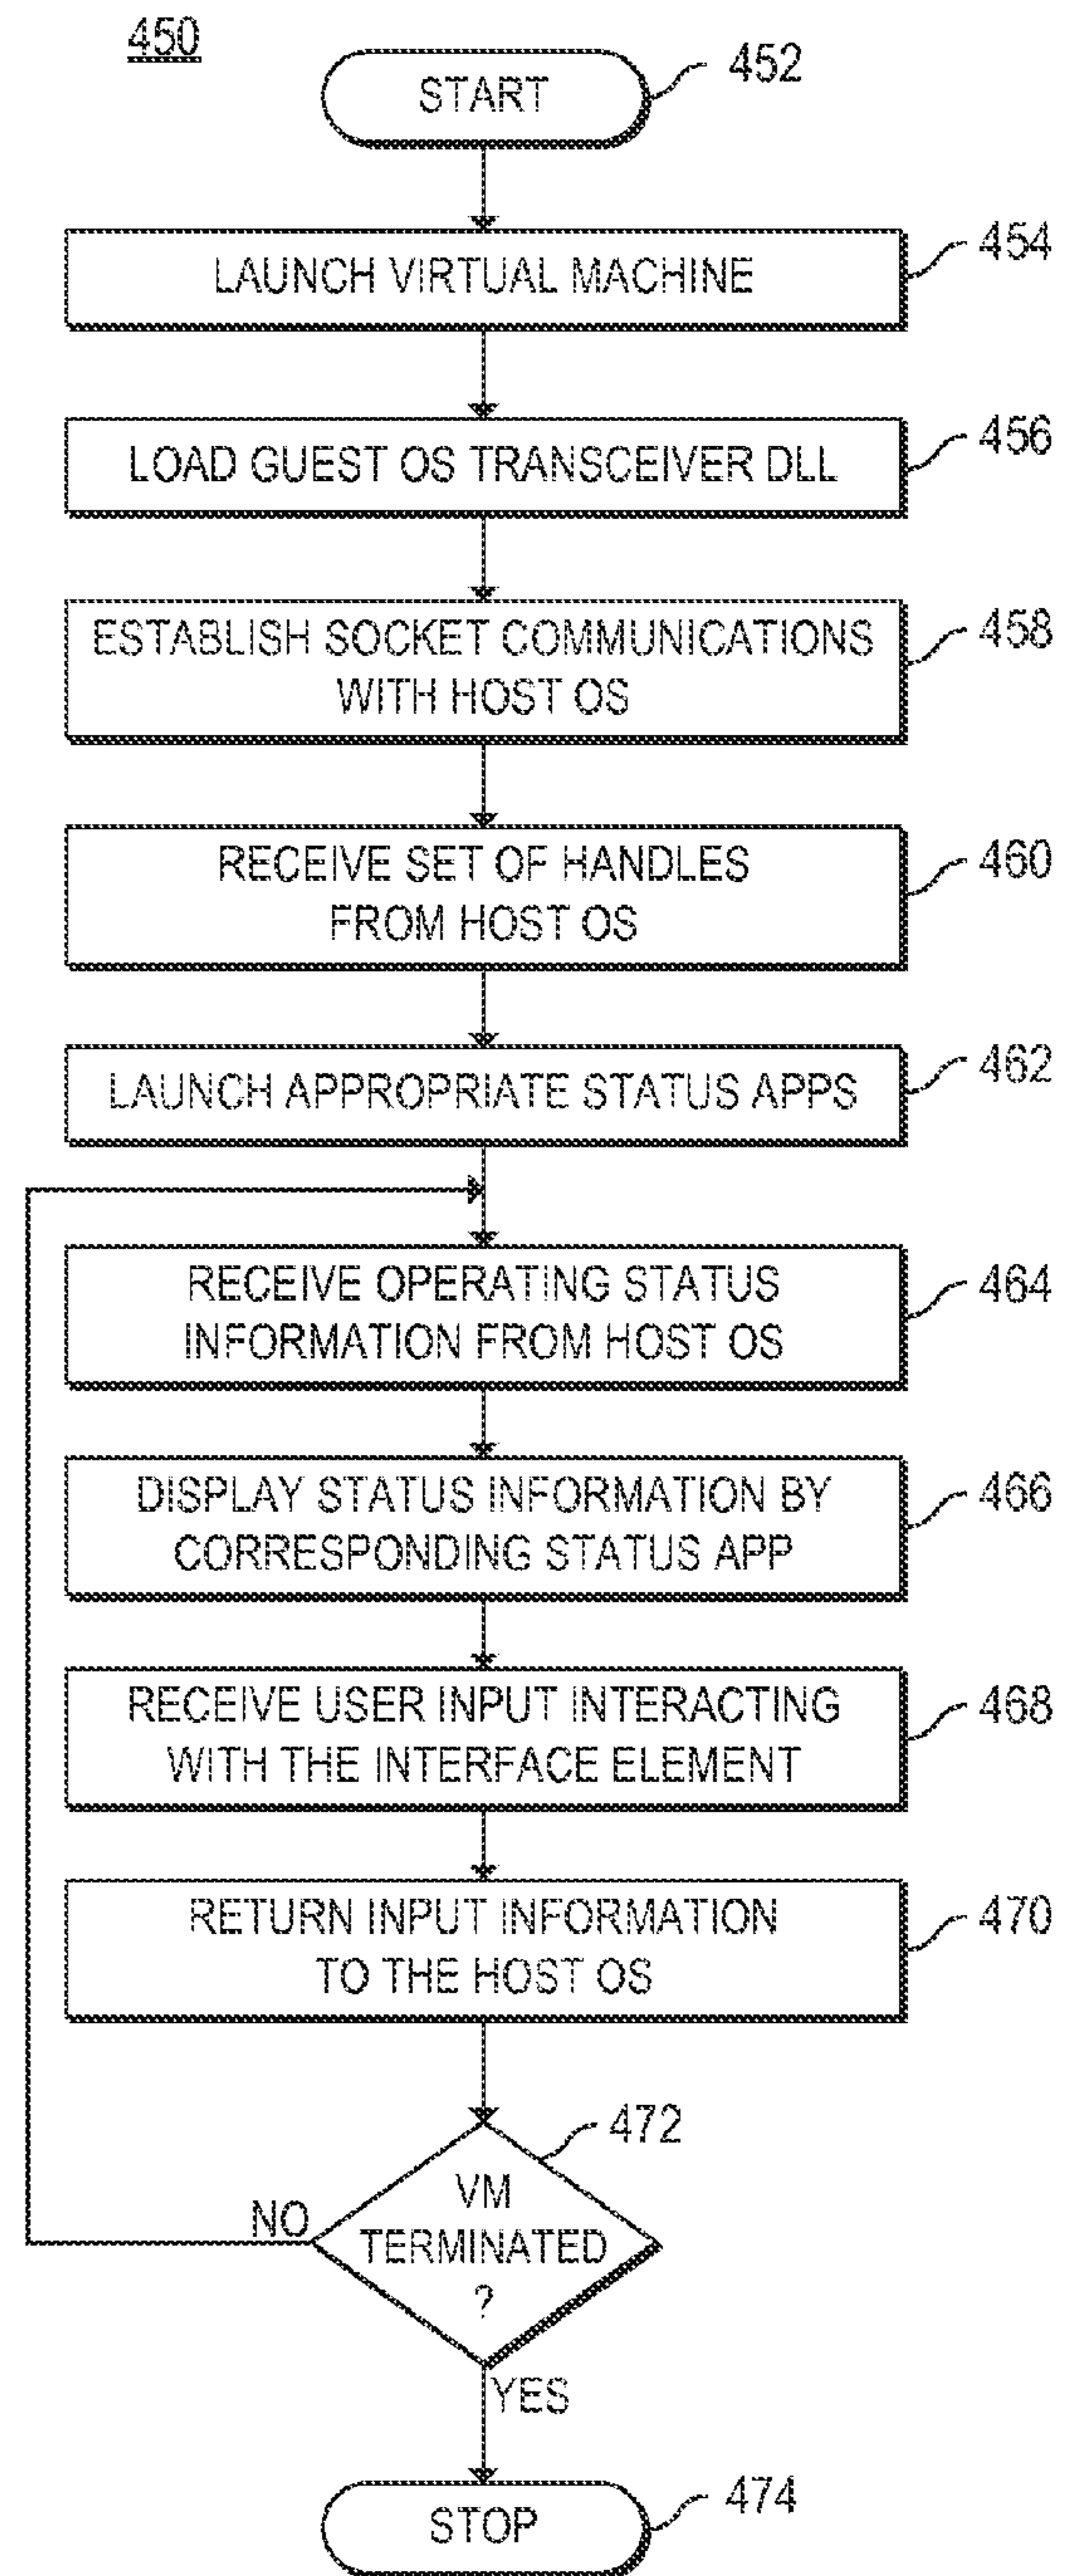 450
START
452
LAUNCH VIRTUAL MACHINE
454
LOAD GUEST OS TRANSCEIVER DLL
456
ESTABLISH SOCKET COMMUNICATIONS
WITH HOST OS
458
RECEIVE SET OF HANDLES
FROM HOST OS
460
LAUNCH APPROPRIATE STATUS APPS
462
RECEIVE OPERATING STATUS
INFORMATION FROM HOST OS
464
DISPLAY STATUS INFORMATION BY
CORRESPONDING STATUS APP
466
RECEIVE USER INPUT INTERACTING
WITH THE INTERFACE ELEMENT
468
RETURN INPUT INFORMATION
TO THE HOST OS
470
472
VM
TERMINATED
?
NO
YES
STOP
474